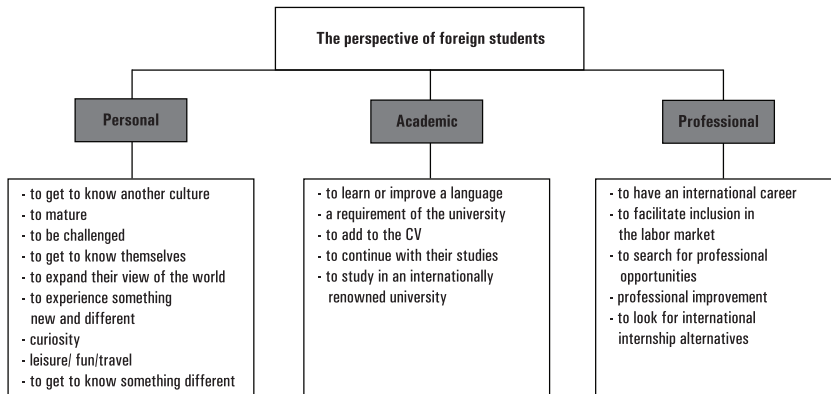 The perspective of foreign students
Personal
Academic
Professional
- to get to know another culture
- to mature
- to be challenged
- to get to know themselves
- to expand their view of the world
- to experience something
new and different
- curiosity
- leisure/ fun/travel
- to get to know something different
- to learn or improve a language
- a requirement of the university
- to add to the CV
- to continue with their studies
- to study in an internationally
renowned university
- to have an international career
- to facilitate inclusion in
the labor market
- to search for professional
opportunities
- professional improvement
- to look for international
internship alternatives